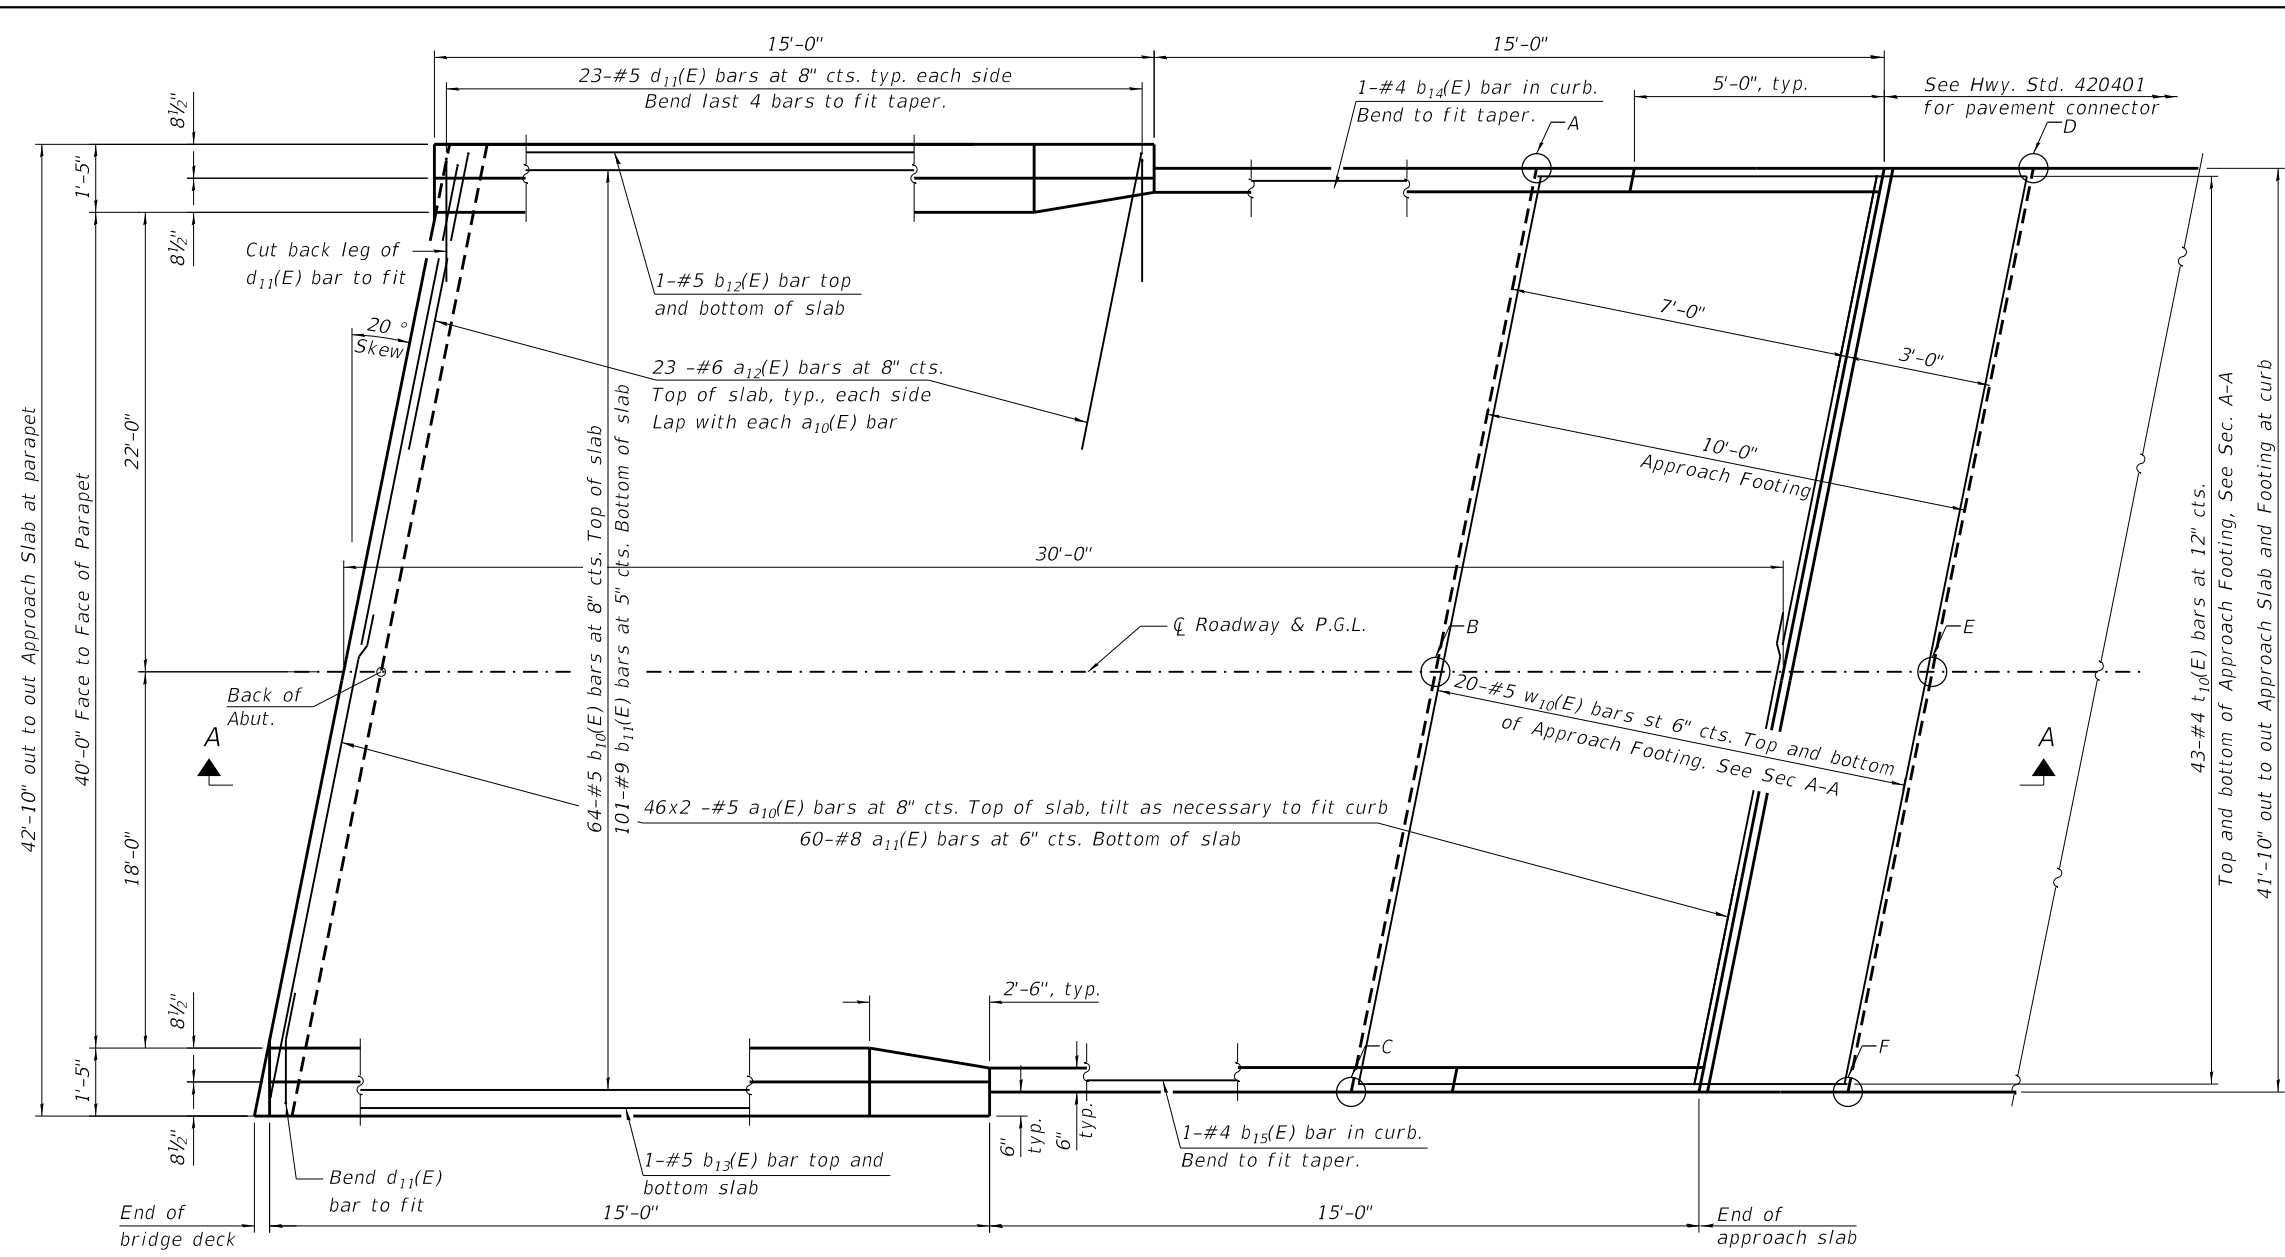 15'-0"
15'-0"
23-#5 d11(E) bars at 8" cts. typ. each side
Bend last 4 bars to fit taper.
1-#4 b14(E) bar in curb.
Bend to fit taper.
5'-0", typ.
See Hwy. Std. 420401
for pavement connector
A
D
8½"
1'-5"
8½"
Cut back leg of
d11(E) bar to fit
1-#5 b12(E) bar top
and bottom of slab
20 °
Skew
23 -#6 a12(E) bars at 8" cts.
Top of slab, typ., each side
Lap with each a10(E) bar
7'-0"
3'-0"
10'-0"
Approach Footing
42'-10" out to out Approach Slab at parapet
40'-0" Face to Face of Parapet
22'-0"
18'-0"
64-#5 b10(E) bars at 8" cts. Top of slab
101-#9 b11(E) bars at 5" cts. Bottom of slab
30'-0"
℄ Roadway & P.G.L.
B
E
Back of
Abut.
A
A
20-#5 w10(E) bars st 6" cts. Top and bottom
of Approach Footing. See Sec A-A
46x2 -#5 a10(E) bars at 8" cts. Top of slab, tilt as necessary to fit curb
60-#8 a11(E) bars at 6" cts. Bottom of slab
43-#4 t10(E) bars at 12" cts.
Top and bottom of Approach Footing, See Sec. A-A
41'-10" out to out Approach Slab and Footing at curb
8½"
1'-5"
8½"
2'-6", typ.
C
F
6"
typ.
6"
typ.
1-#4 b15(E) bar in curb.
Bend to fit taper.
1-#5 b13(E) bar top and
bottom slab
Bend d11(E)
bar to fit
End of
bridge deck
15'-0"
15'-0"
End of
approach slab